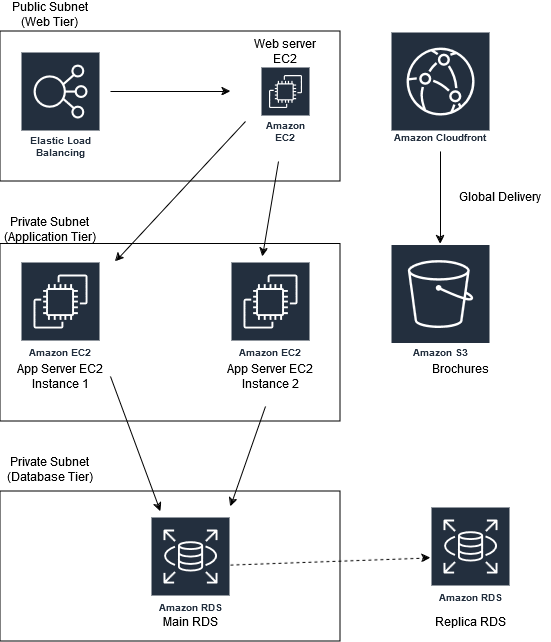 Public Subnet
(Web Tier)
Web server
EC2
Elastic Load
Balancing
Amazon
EC2
Amazon Cloudfront
Global Delivery
Private Subnet
(Application Tier)
Amazon EC2
App Server EC2
Instance 1
Amazon EC2
App Server EC2
Instance 2
Amazon S3
Brochures
Private Subnet
(Database Tier)
Amazon RDS
Main RDS
Amazon RDS
Replica RDS